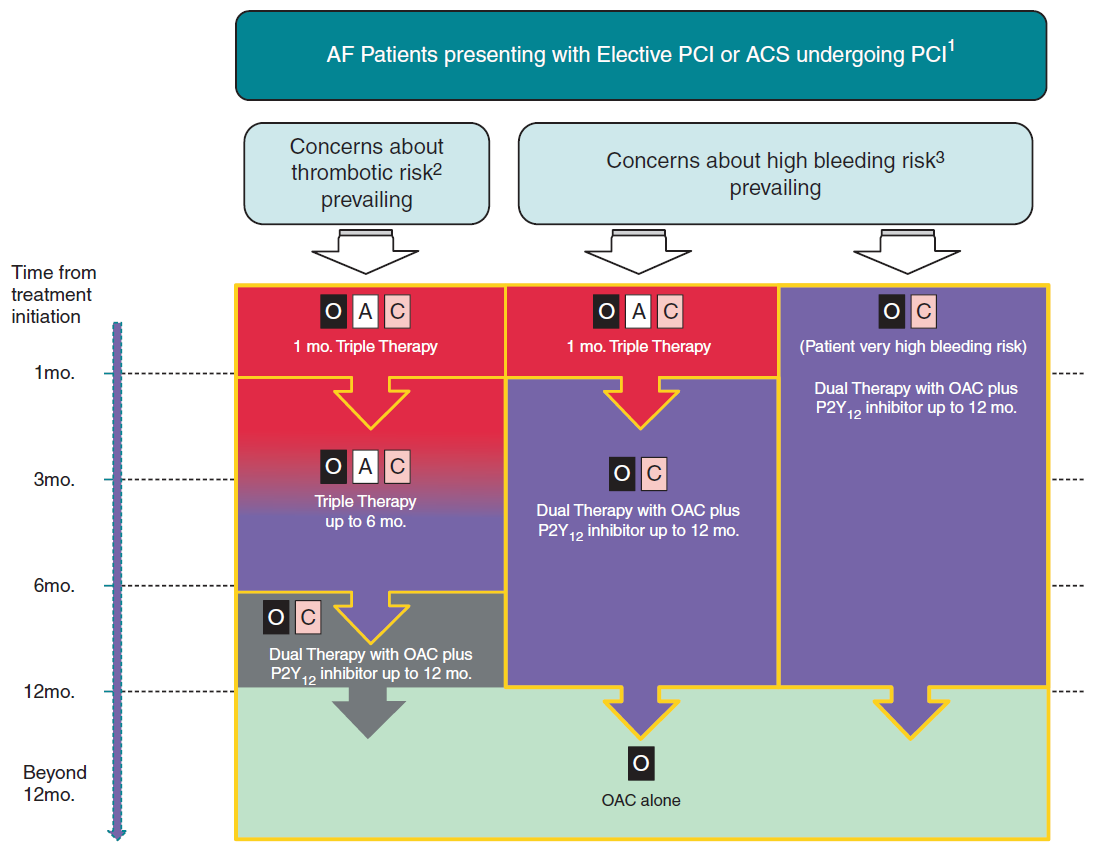 AF Patients presenting with Elective PCI or ACS undergoing PCI1
Concerns about
thrombotic risk2
prevailing
Concerns about high bleeding risk3
prevailing
Time from
treatment
initiation
O A C
1 mo. Triple Therapy
O A C
1 mo. Triple Therapy
O C
(Patient very high bleeding risk)
Dual Therapy with OAC plus
P2Y12 inhibitor up to 12 mo.
1mo.
O A C
Triple Therapy
up to 6 mo.
O C
Dual Therapy with OAC plus
P2Y12 inhibitor up to 12 mo.
3mo.
6mo.
O C
Dual Therapy with OAC plus
P2Y12 inhibitor up to 12 mo.
12mo.
O
OAC alone
Beyond
12mo.